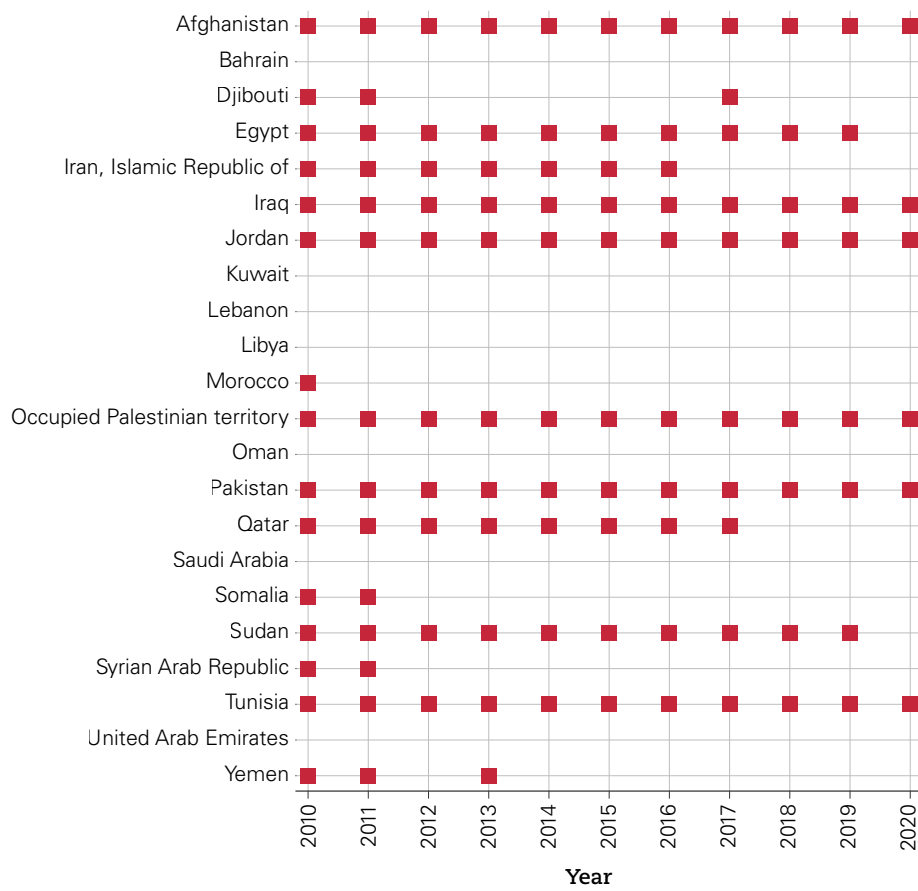 Afghanistan
Bahrain
Djibouti
Egypt
Iran, Islamic Republic of
Iraq
Jordan
Kuwait
Lebanon
Libya
Morocco
Occupied Palestinian territory
Oman
Pakistan
Qatar
Saudi Arabia
Somalia
Sudan
Syrian Arab Republic
Tunisia
United Arab Emirates
Yemen
2010 2011 2012 2013 2014 2015 2016 2017 2018 2019 2020
Year